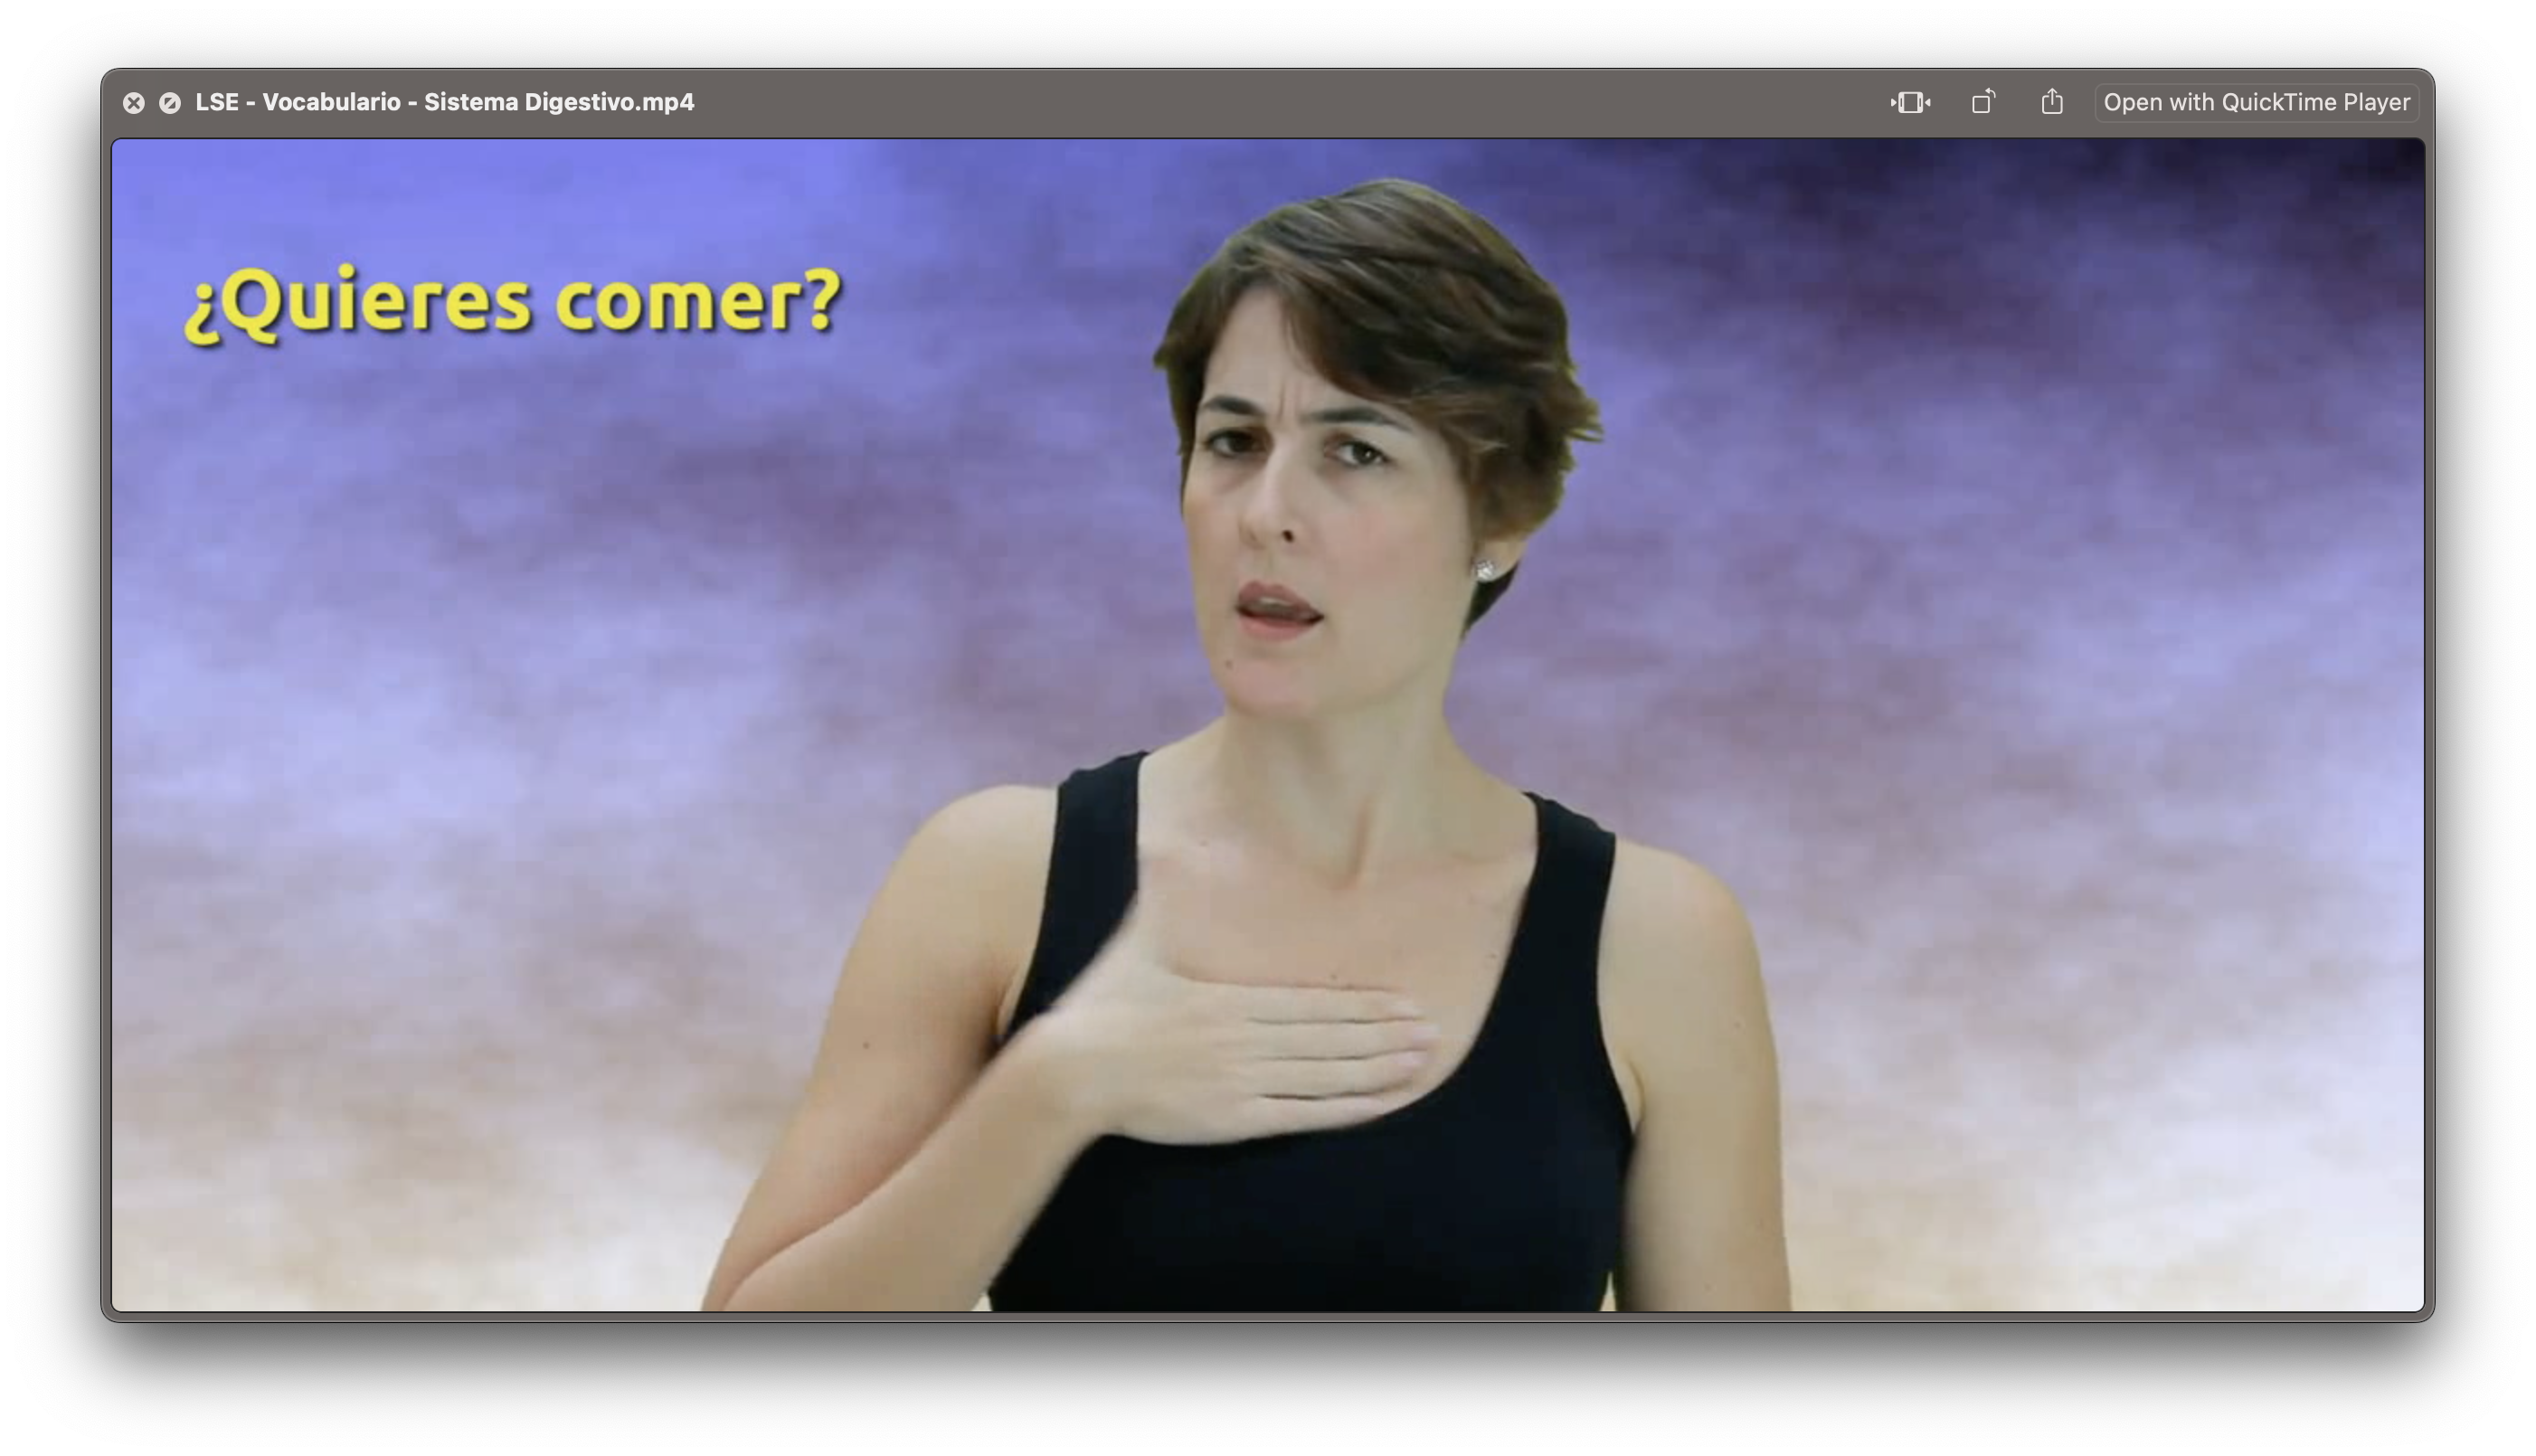 LSE - Vocabulario - Sistema Digestivo.mp4
Open with QuickTime Player
¿Quieres comer?